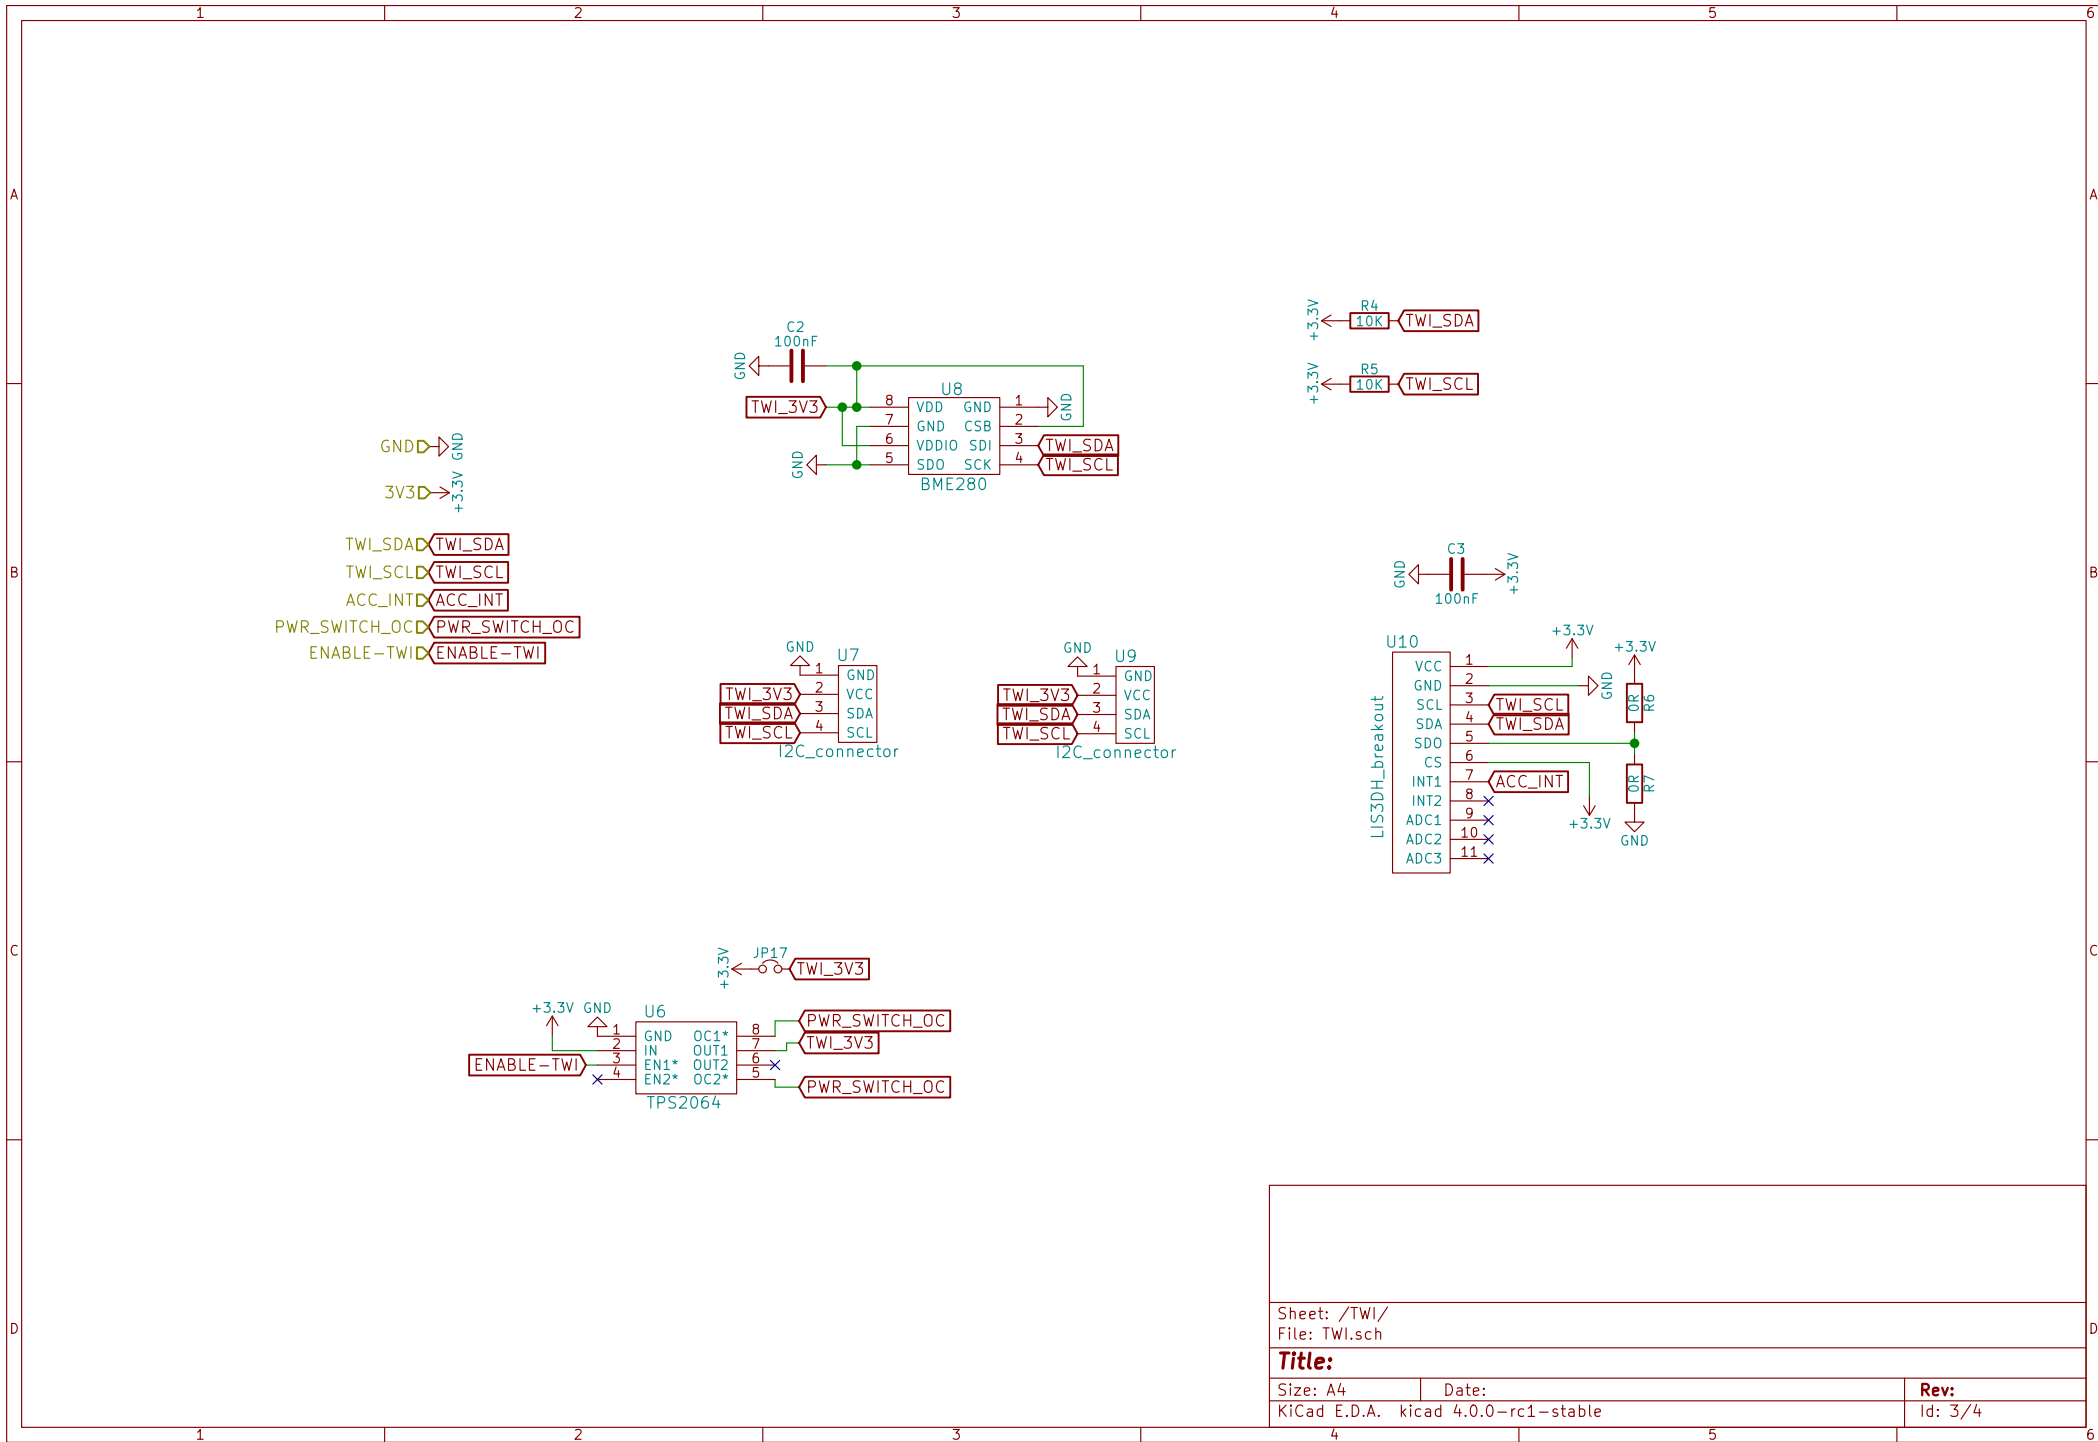 1 2 3 4 5 6
A A
B B
C C
D D
C2
100nF
GND
TWI_3V3
U8
8 VDD GND 1 GND
7 GND CSB 2
6 VDDIO SDI 3 TWI_SDA
GND 5 SDO SCK 4 TWI_SCL
BME280
+3.3V R4 10K TWI_SDA
+3.3V R5 10K TWI_SCL
GND GND
3V3 +3.3V
TWI_SDA TWI_SDA
TWI_SCL TWI_SCL
ACC_INT ACC_INT
PWR_SWITCH_OC PWR_SWITCH_OC
ENABLE-TWI ENABLE-TWI
GND U7
1 GND
TWI_3V3 2 VCC
TWI_SDA 3 SDA
TWI_SCL 4 SCL
I2C_connector
GND U9
1 GND
TWI_3V3 2 VCC
TWI_SDA 3 SDA
TWI_SCL 4 SCL
I2C_connector
C3
GND +3.3V
100nF
U10 +3.3V +3.3V
LIS3DH_breakout
VCC 1
GND 2 GND
SCL 3 TWI_SCL
SDA 4 TWI_SDA
SDO 5
CS 6
INT1 7 ACC_INT
INT2 8
ADC1 9
ADC2 10
ADC3 11
+3.3V
0R R6
0R R7
GND
+3.3V JP17 TWI_3V3
+3.3V GND U6
1 GND OC1* 8 PWR_SWITCH_OC
2 IN OUT1 7 TWI_3V3
ENABLE-TWI 3 EN1* OUT2 6
4 EN2* OC2* 5 PWR_SWITCH_OC
TPS2064
Sheet: /TWI/
File: TWI.sch
Title:
Size: A4 Date: Rev:
KiCad E.D.A. kicad 4.0.0-rc1-stable Id: 3/4
1 2 3 4 5 6